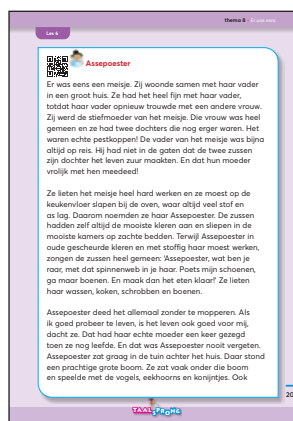 thema 8 • Er was eens
Les 6
Assepoester
Er was eens een meisje. Zij woonde samen met haar vader
in een groot huis. Ze had het heel fijn met haar vader,
totdat haar vader opnieuw trouwde met een andere vrouw.
Zij werd de stiefmoeder van het meisje. Die vrouw was heel
gemeen en ze had twee dochters die nog erger waren. Het
waren echte pestkoppen! De vader van het meisje was bijna
altijd op reis. Hij had niet in de gaten dat de twee zussen
zijn dochter het leven zuur maakten. En dat hun moeder
vrolijk met hen meedeed!
Ze lieten het meisje heel hard werken en ze moest op de
keukenvloer slapen bij de oven, waar altijd veel stof en
as lag. Daarom noemden ze haar Assepoester. De zussen
hadden zelf altijd de mooiste kleren aan en sliepen in de
mooiste kamers op zachte bedden. Terwijl Assepoester in
oude gescheurde kleren en met stoffig haar moest werken,
zongen de zussen heel gemeen: ‘Assepoester, wat ben je
raar, met dat spinnenweb in je haar. Poets mijn schoenen,
ga maar boenen. En maak dan het eten klaar!’ Ze lieten
haar wassen, koken, schrobben en boenen.
Assepoester deed het allemaal zonder te mopperen. Als
ik goed probeer te leven, is het leven ook goed voor mij,
dacht ze. Dat had haar echte moeder een keer gezegd
toen ze nog leefde. En dat was Assepoester nooit vergeten.
Assepoester zat graag in de tuin achter het huis. Daar stond
een prachtige grote boom. Ze zat vaak onder die boom
en speelde met de vogels, eekhoorns en konijntjes. Ook
20
TAAL
SPRONG